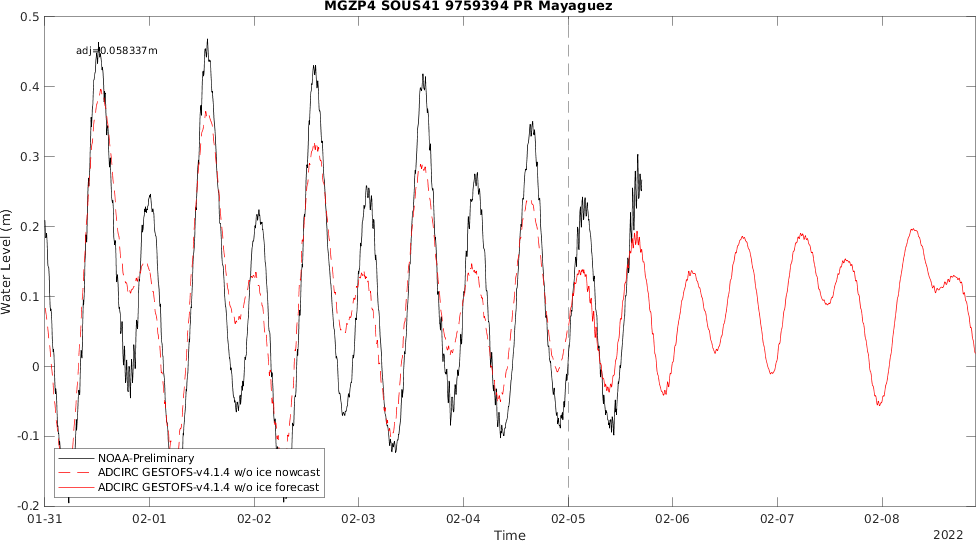 MGZP4 SOUS41 9759394 PR Mayaguez
adj=0.058337m
Water Level (m)
0.5
0.4
0.3
0.2
0.1
0
-0.1
-0.2
NOAA-Preliminary
ADCIRC GESTOFS-v4.1.4 w/o ice nowcast
ADCIRC GESTOFS-v4.1.4 w/o ice forecast
01-31 02-01 02-02 02-03 02-04 02-05 02-06 02-07 02-08
Time
2022